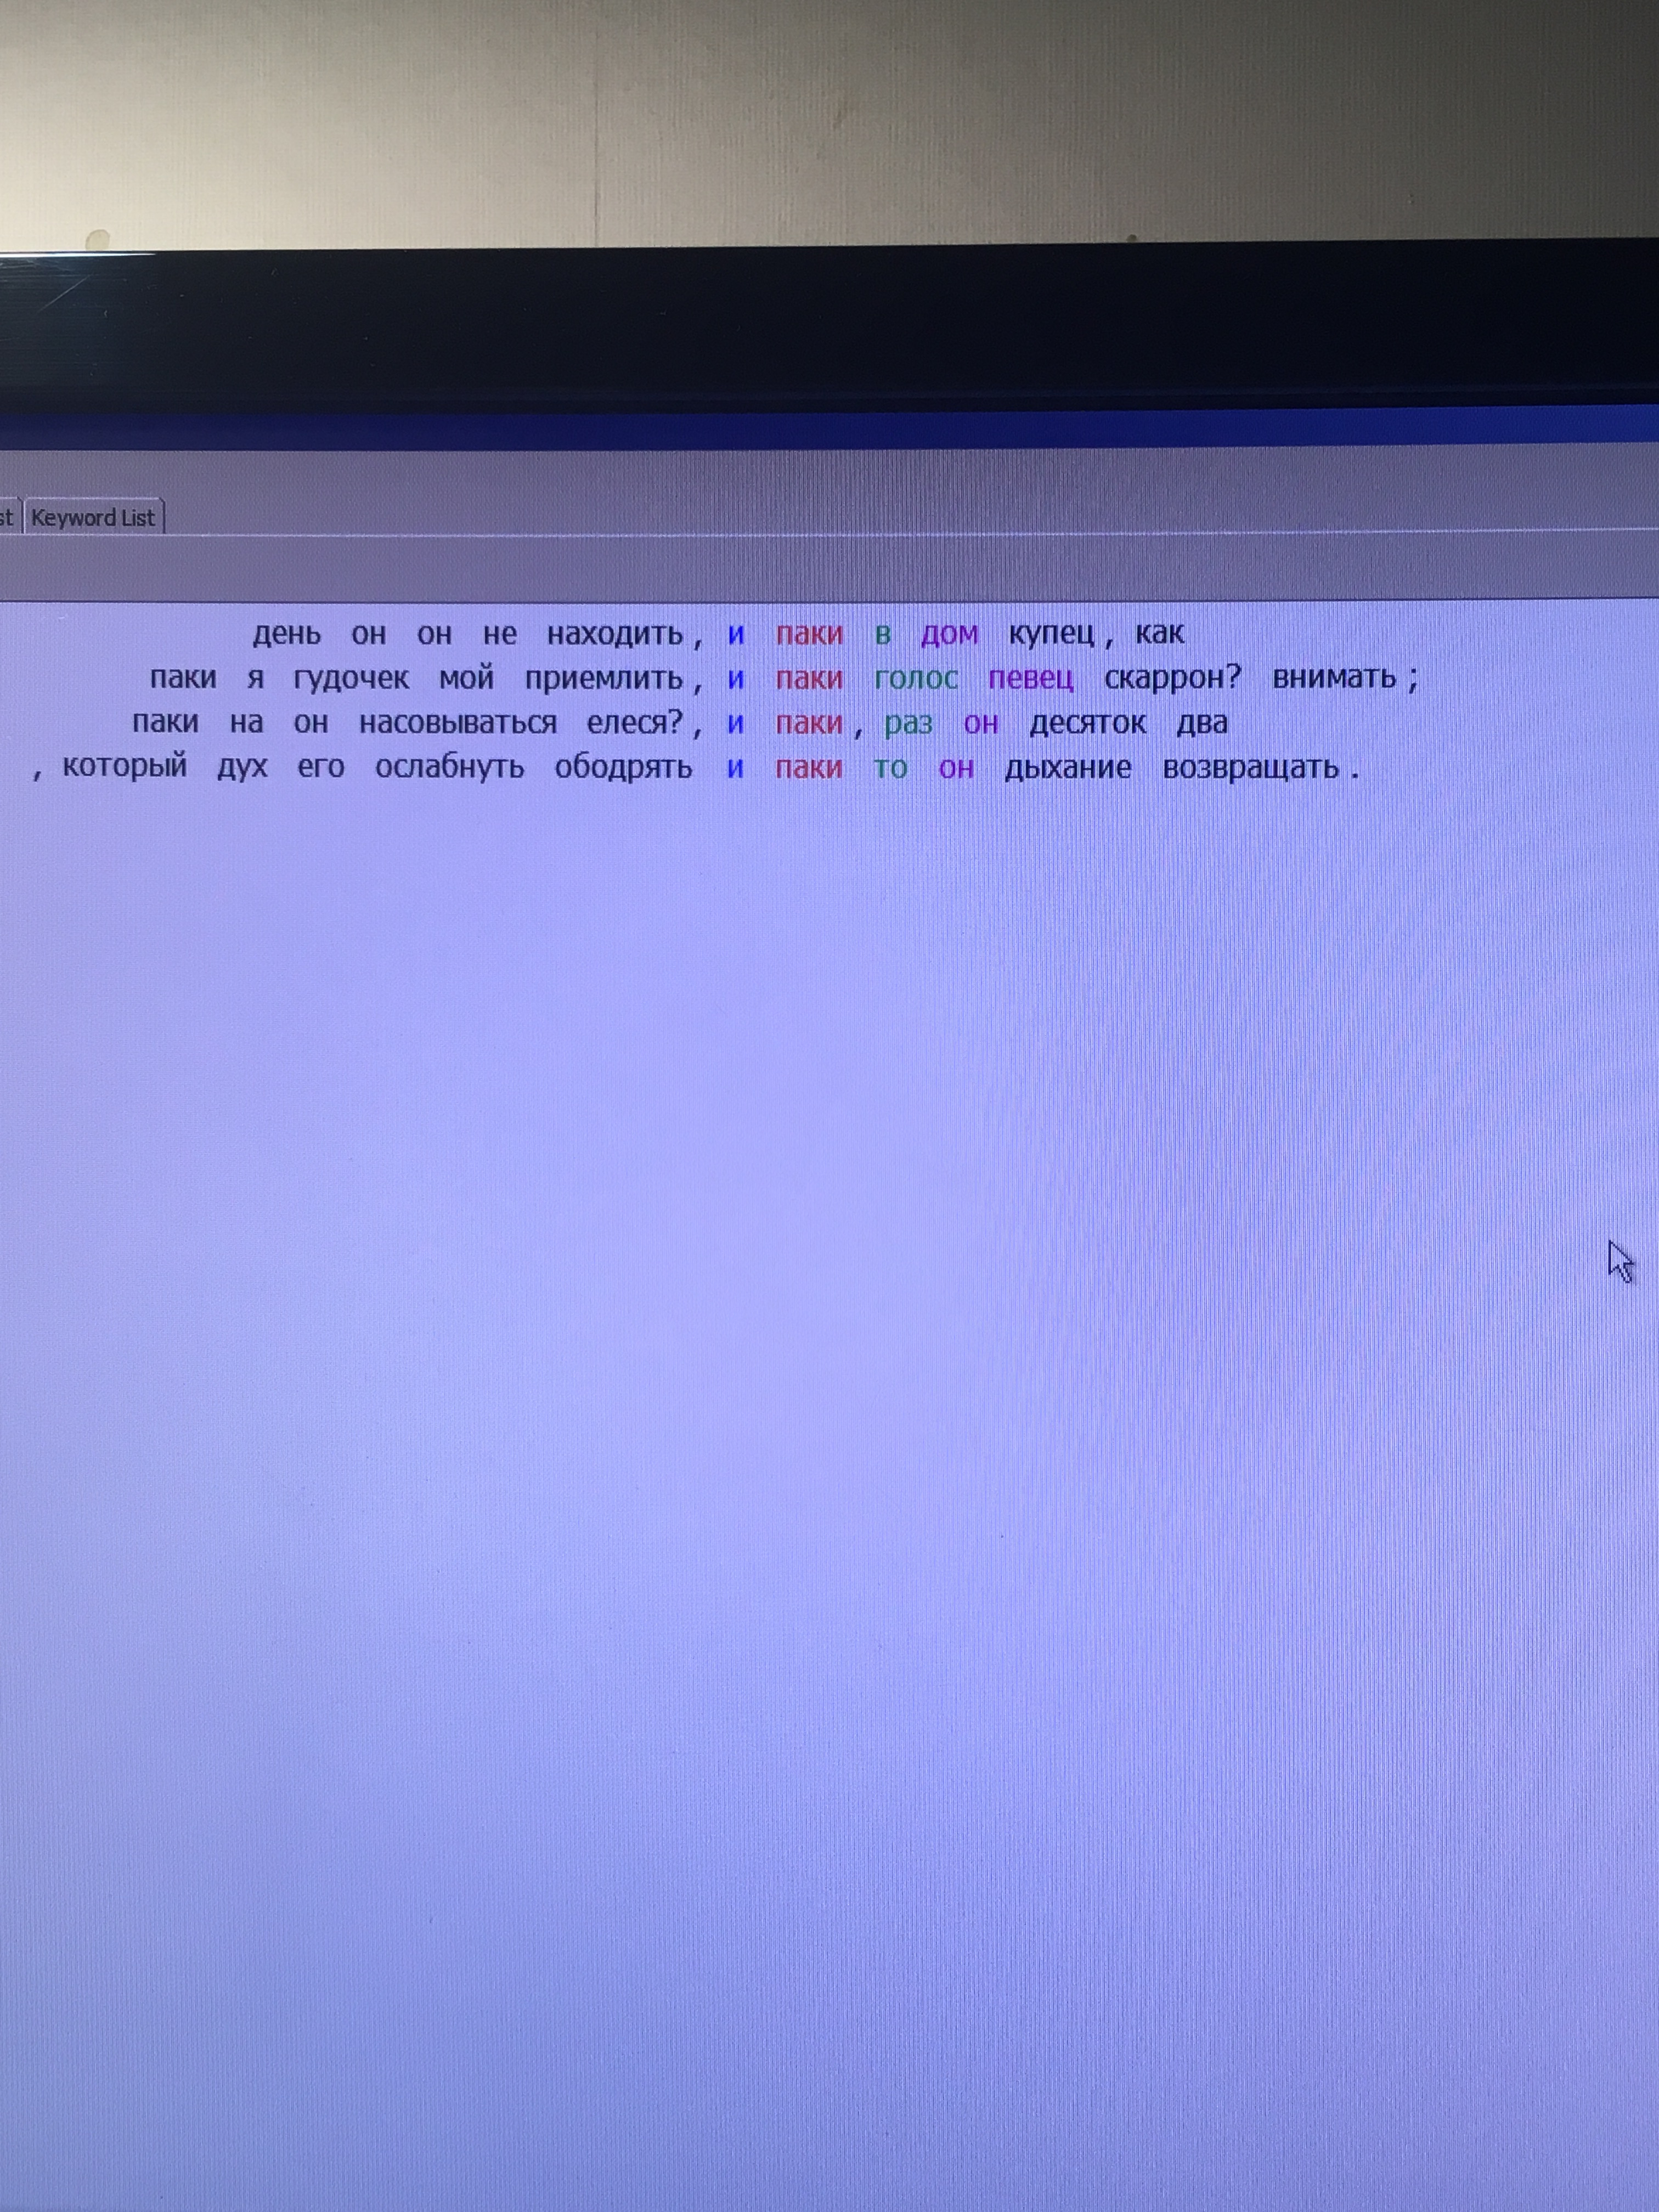 st Keyword List
день он он не находить, и паки в дом купец, как
паки я гудочек мой приемлить, и паки голос певец скаррон? внимать;
паки на он насовываться елеся?, и паки, раз он десяток два
, который дух его ослабнуть ободрять и паки то он дыхание возвращать.